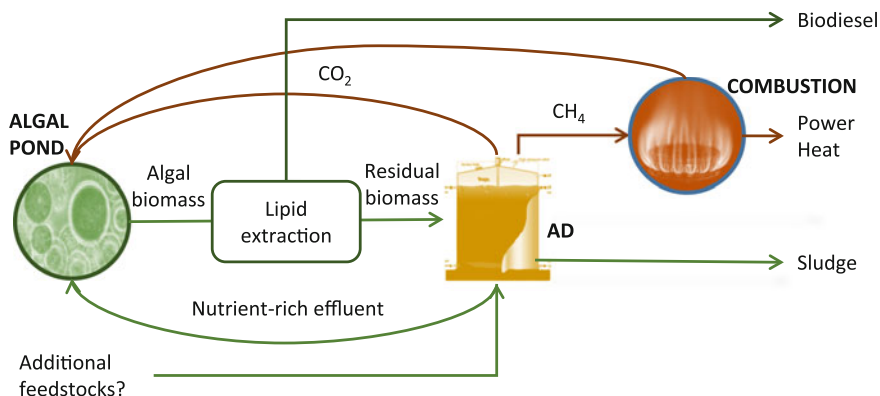 Biodiesel
CO₂
COMBUSTION
CH₄
ALGAL
POND
Power
Heat
Algal
biomass
Residual
biomass
Lipid
extraction
AD
Sludge
Nutrient-rich effluent
Additional
feedstocks?